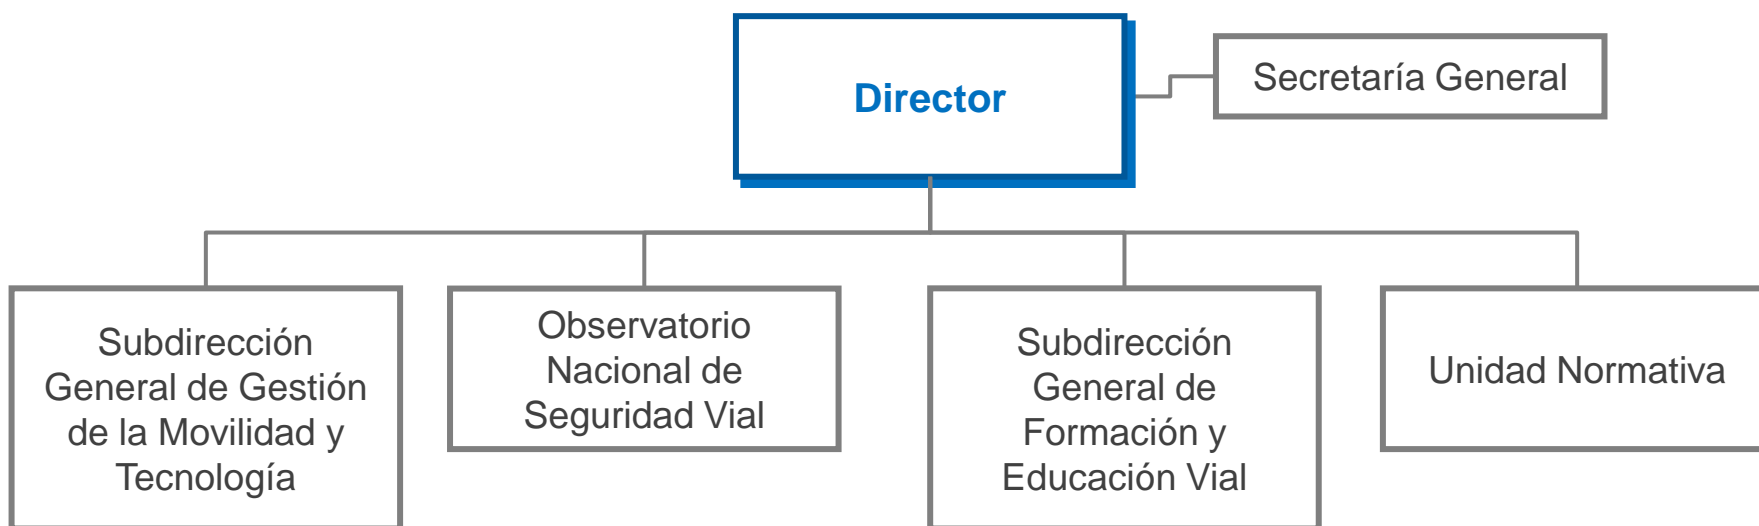 Director
Secretaría General
Subdirección
General de Gestión
de la Movilidad y
Tecnología
Observatorio
Nacional de
Seguridad Vial
Subdirección
General de
Formación y
Educación Vial
Unidad Normativa